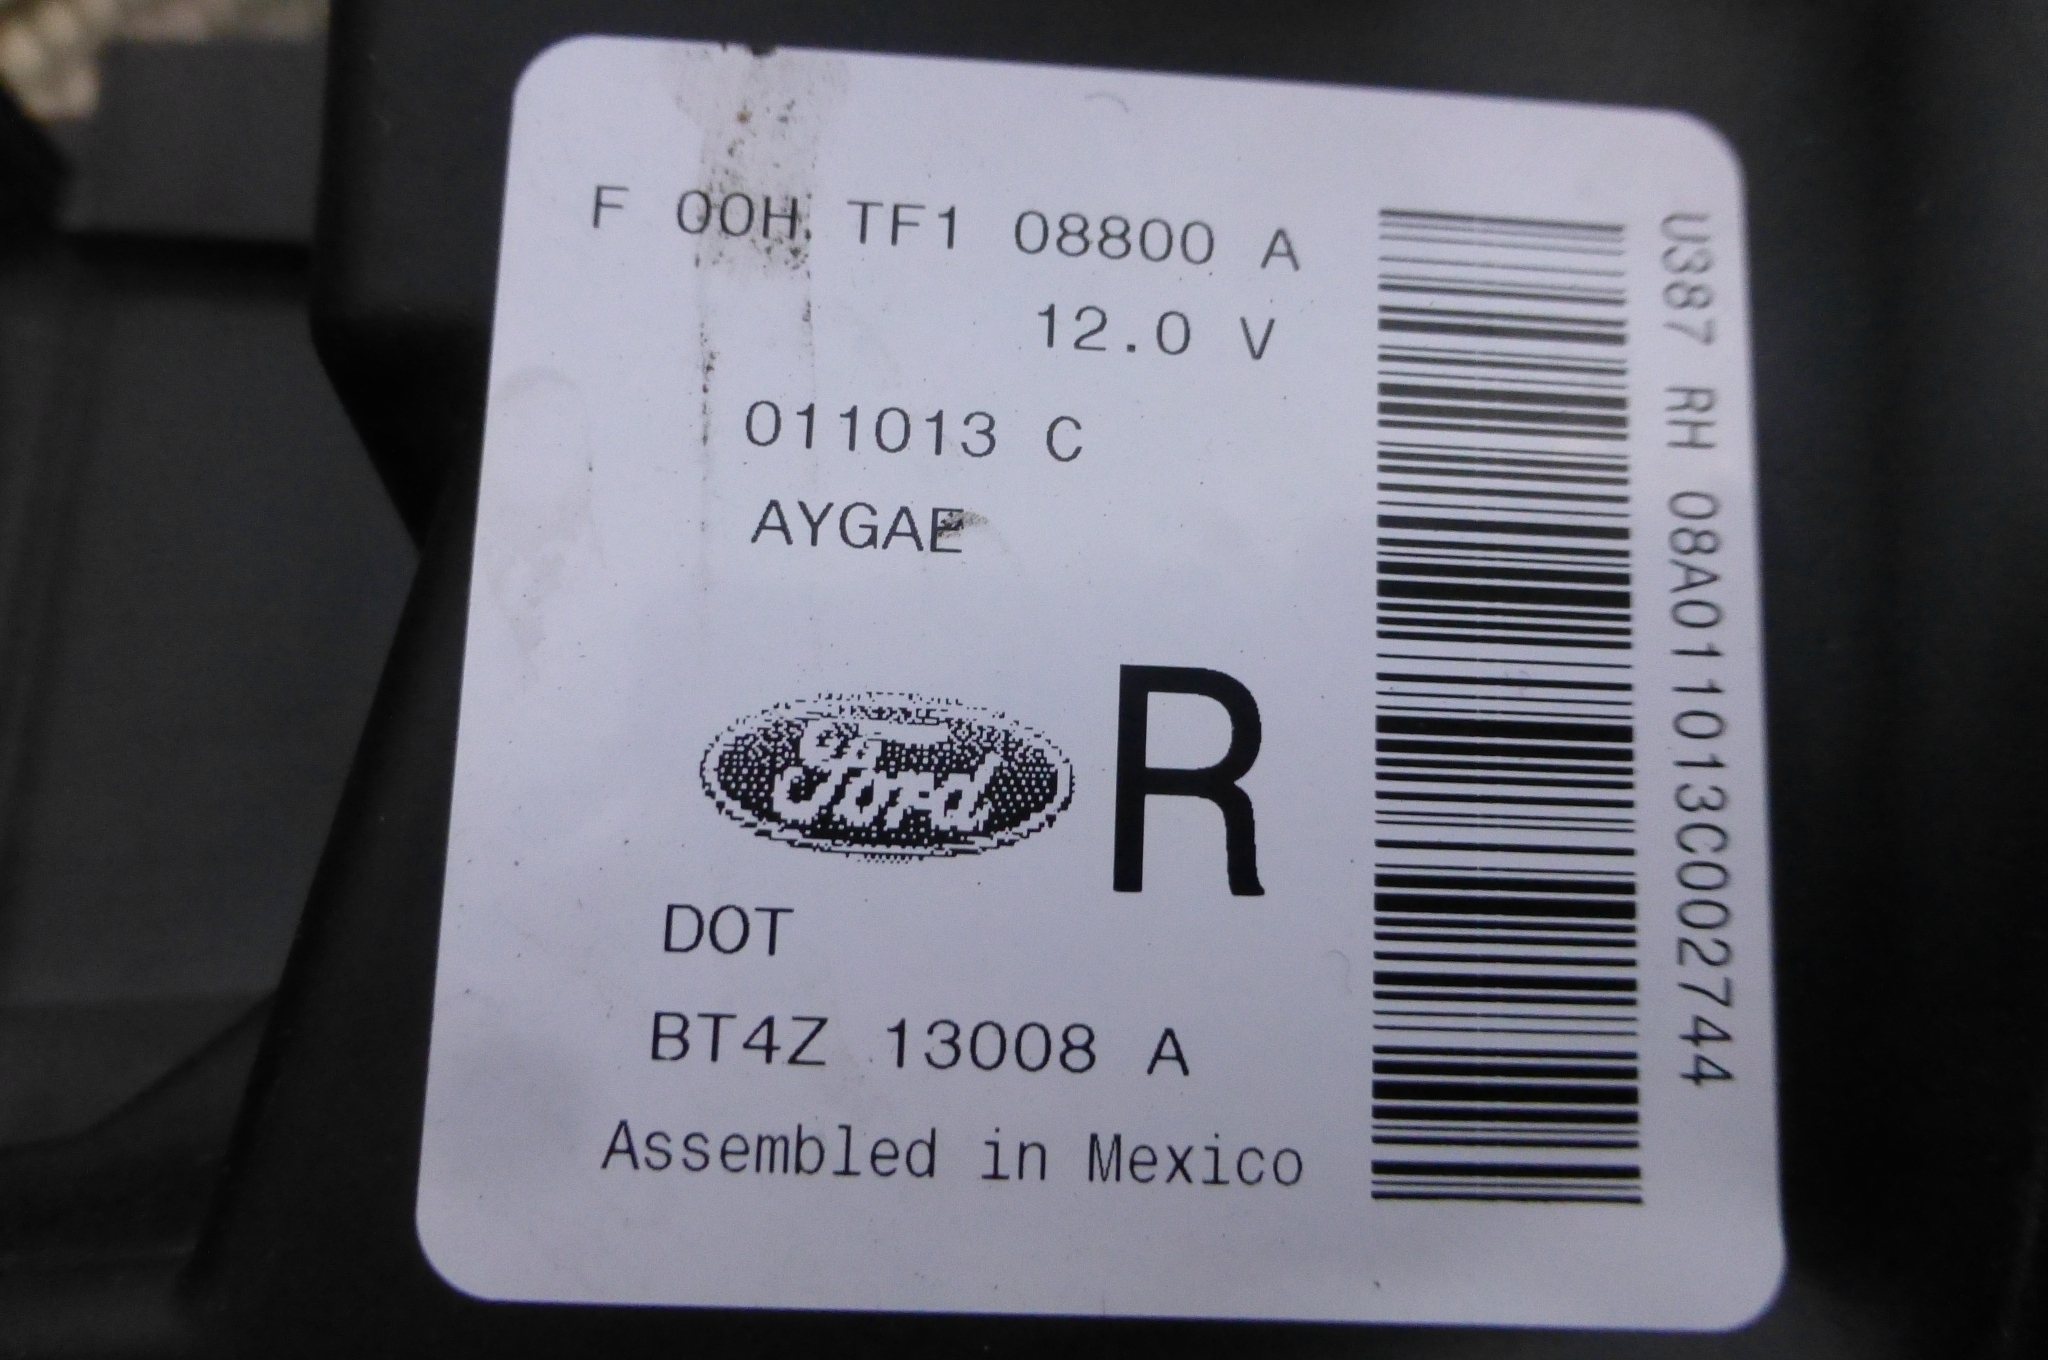 F 00H TF1 08800 A
12.0 V
011013 C
AYGAE
Ford
R
DOT
BT4Z 13008 A
Assembled in Mexico
U387 RH 08A011013C002744